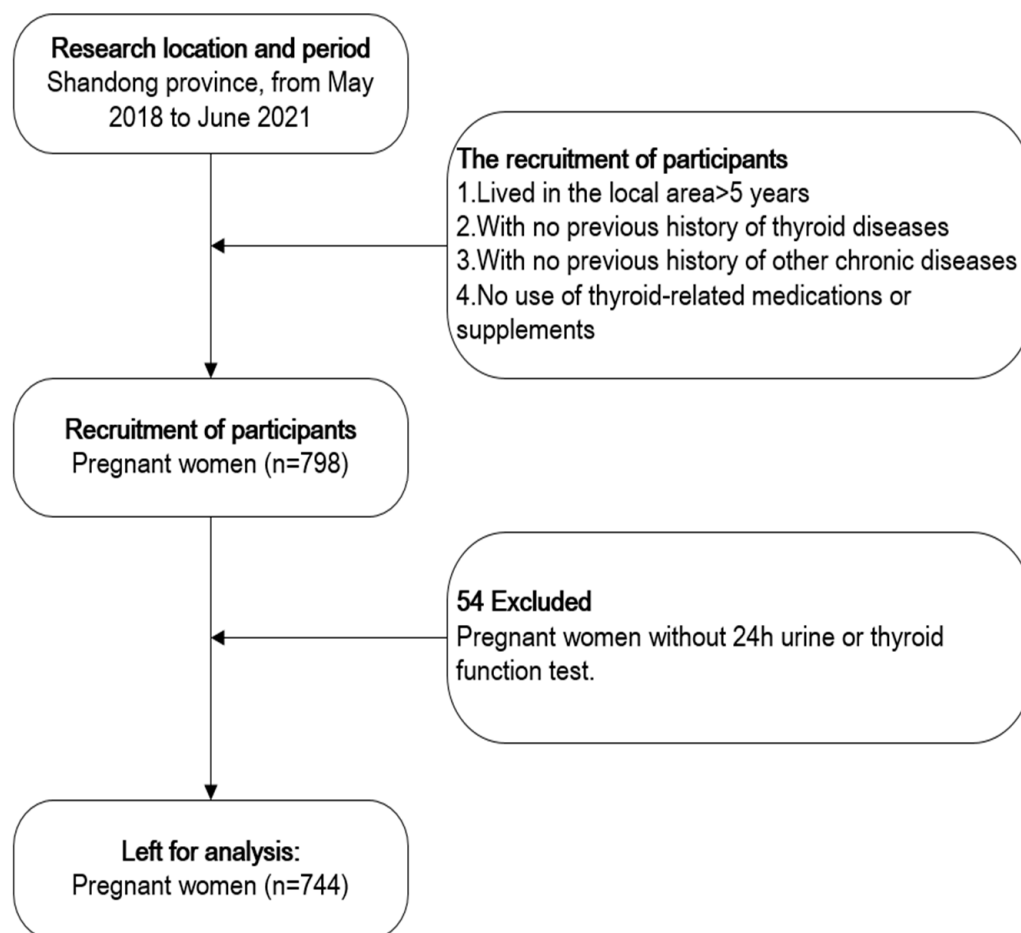 Research location and period
Shandong province, from May
2018 to June 2021
The recruitment of participants
1.Lived in the local area>5 years
2.With no previous history of thyroid diseases
3.With no previous history of other chronic diseases
4.No use of thyroid-related medications or
supplements
Recruitment of participants
Pregnant women (n=798)
54 Excluded
Pregnant women without 24h urine or thyroid
function test.
Left for analysis:
Pregnant women (n=744)